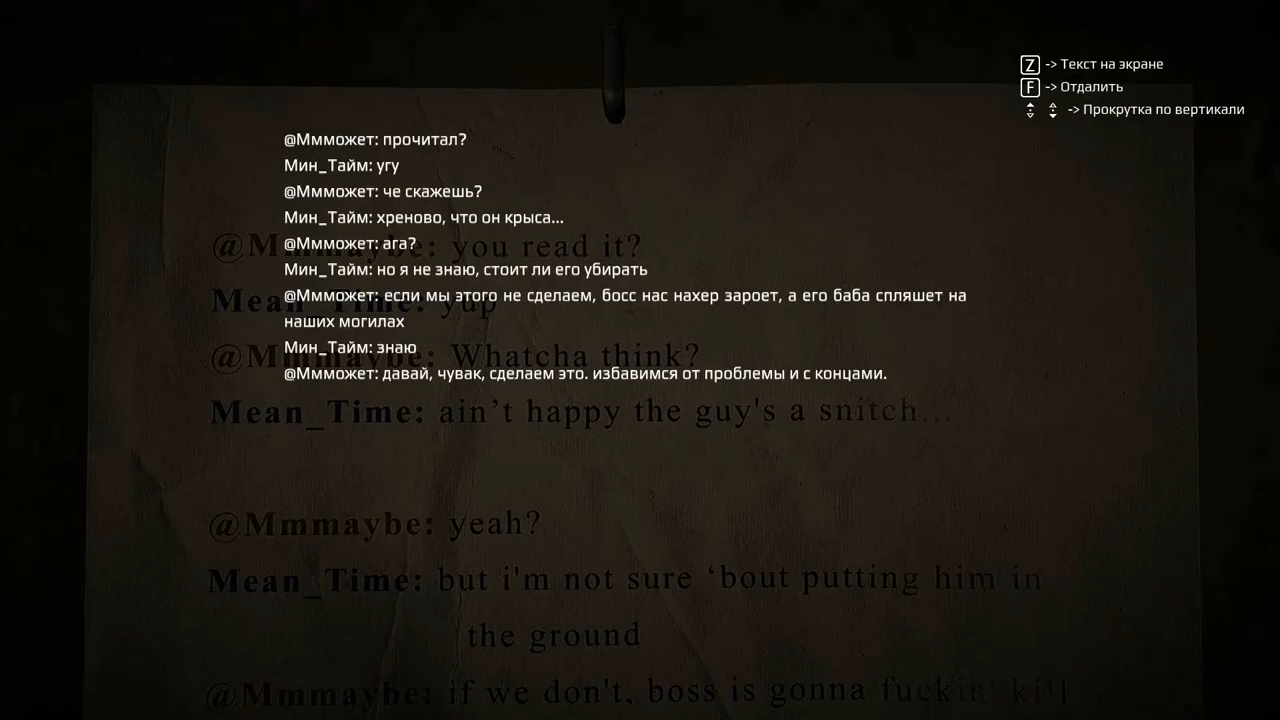 Z -> Текст на экране
F -> Отдалить
-> Прокрутка по вертикали
@Ммможет: прочитал?
Мин_Тайм: угу
@Ммможет: че скажешь?
Мин_Тайм: хреново, что он крыса...
@Ммможет: ага?
Мин_Тайм: но я не знаю, стоит ли его убирать
@Ммможет: если мы этого не сделаем, босс нас нахер зароет, а его баба спляшет на
наших могилах
Мин_Тайм: знаю
@Ммможет: давай, чувак, сделаем это. избавимся от проблемы и с концами.
@Mmmaybe: you read it?
Mean_Time: yup
@Mmmaybe: Whatcha think?
Mean_Time: ain't happy the guy's a snitch...
@Mmmaybe: yeah?
Mean_Time: but i'm not sure ‘bout putting him in
the ground
@Mmmaybe: if we don't, boss is gonna fuckin' kill